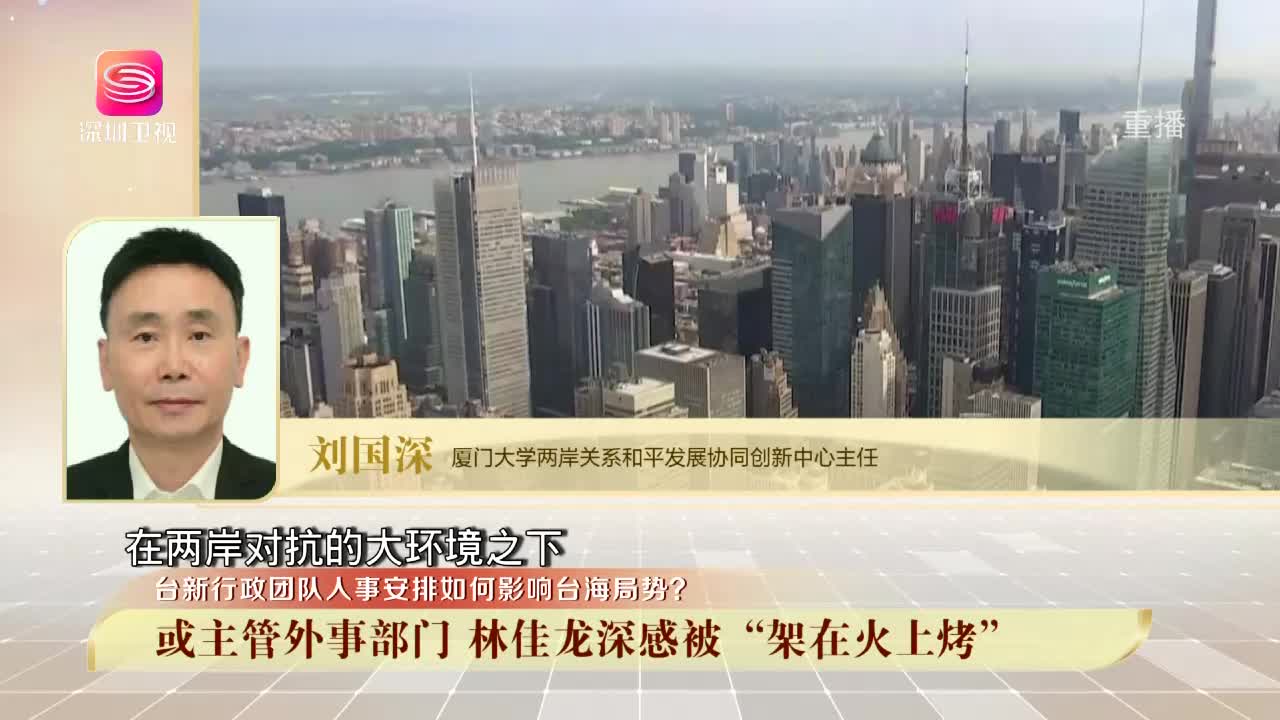 深圳卫视
重播
刘国深 厦门大学两岸关系和平发展协同创新中心主任
在两岸对抗的大环境之下
台新行政团队人事安排如何影响台海局势?
或主管外事部门 林佳龙深感被“架在火上烤”